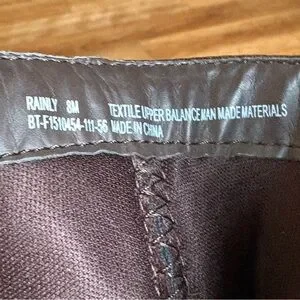 RAINLY 8M TEXTILE UPPER BALANCE MAN MADE MATERIALS
BT-F1510454-111-56 MADE IN CHINA